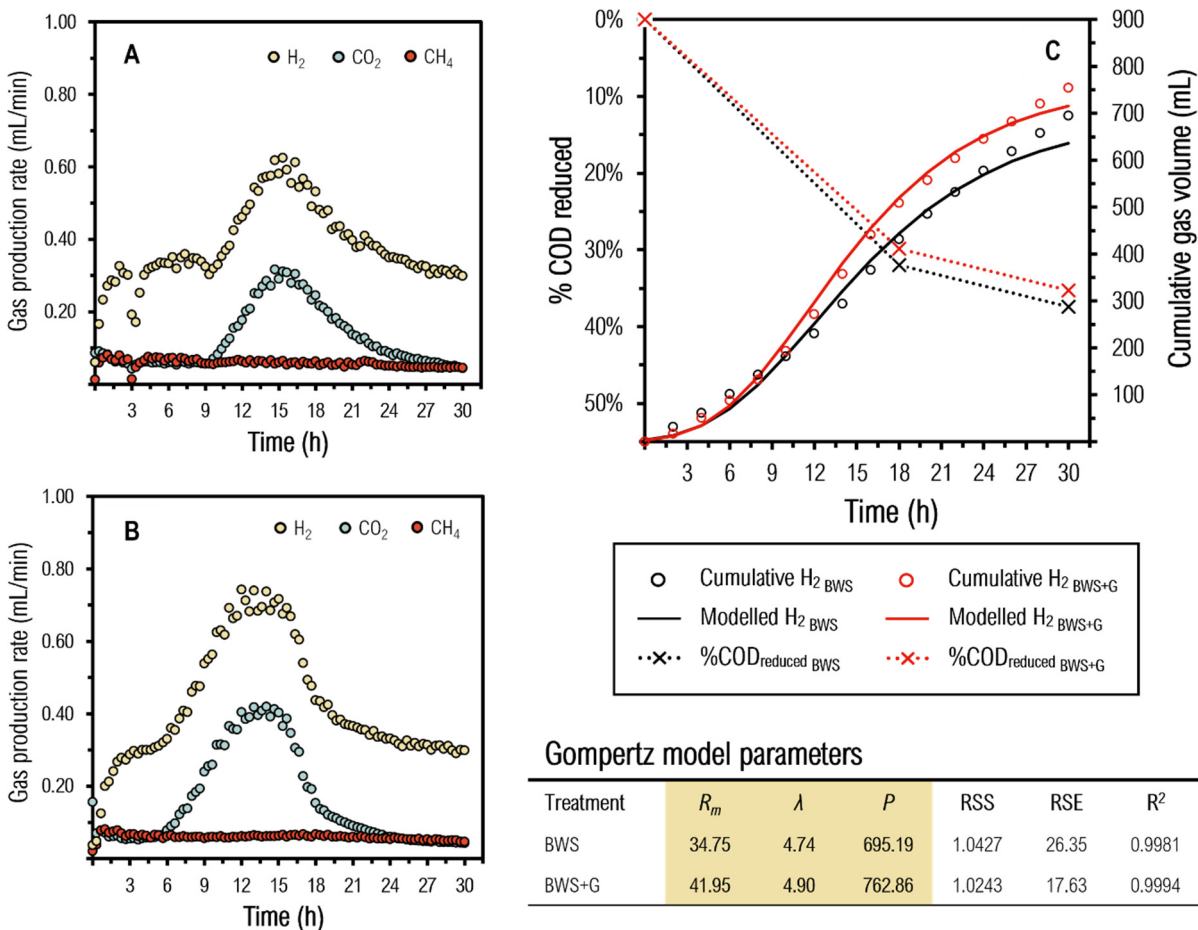 A
H₂ CO₂ CH₄
Gas production rate (mL/min)
1.00
0.80
0.60
0.40
0.20
3 6 9 12 15 18 21 24 27 30
Time (h)
B
H₂ CO₂ CH₄
Gas production rate (mL/min)
1.00
0.80
0.60
0.40
0.20
3 6 9 12 15 18 21 24 27 30
Time (h)
C
% COD reduced
0%
10%
20%
30%
40%
50%
Cumulative gas volume (mL)
900
800
700
600
500
400
300
200
100
3 6 9 12 15 18 21 24 27 30
Time (h)
Cumulative H₂ BWS Cumulative H₂ BWS+G
Modelled H₂ BWS Modelled H₂ BWS+G
%COD reduced BWS %COD reduced BWS+G
Gompertz model parameters
Treatment Rm λ P RSS RSE R²
BWS 34.75 4.74 695.19 1.0427 26.35 0.9981
BWS+G 41.95 4.90 762.86 1.0243 17.63 0.9994